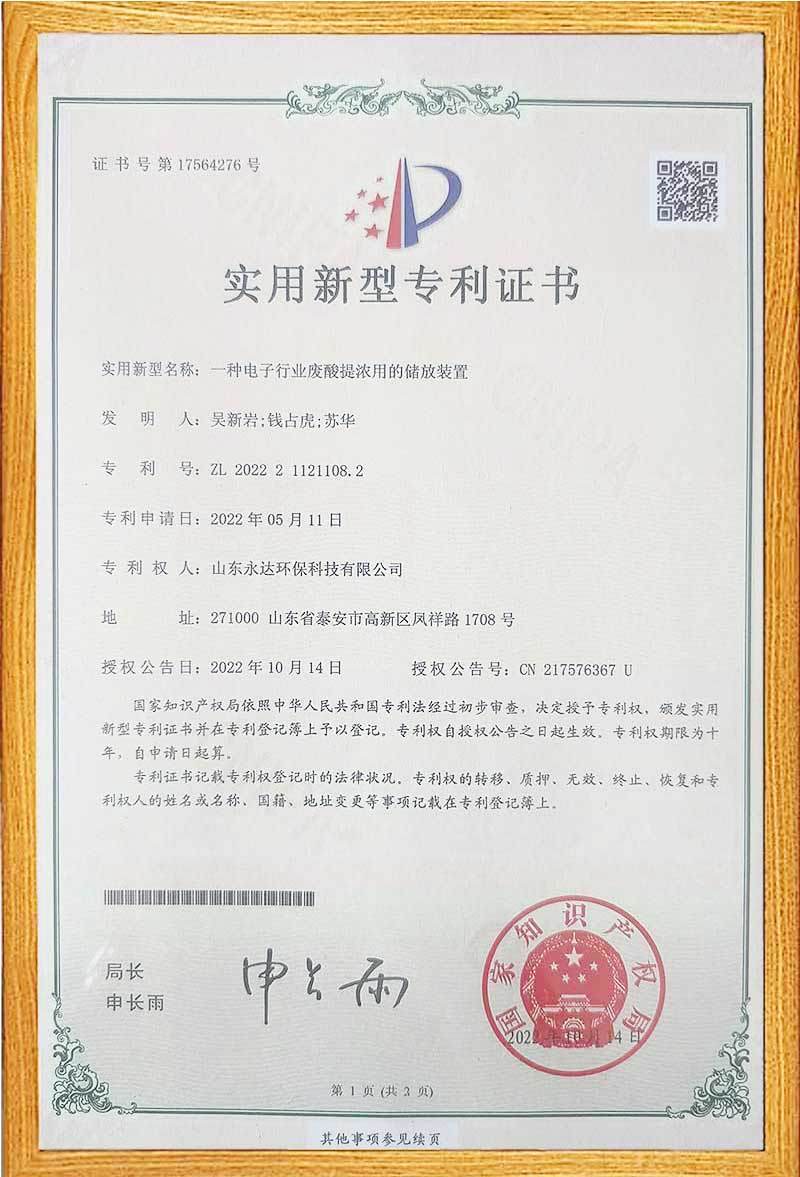 证书号第17564276号
实用新型专利证书
实用新型名称：一种电子行业废酸提浓用的储放装置
发明人：吴新岩;钱占虎;苏华
专利号：ZL 2022 2 1121108.2
专利申请日：2022年05月11日
专利权人：山东永达环保科技有限公司
地址：271000 山东省泰安市高新区凤祥路1708号
授权公告日：2022年10月14日 授权公告号：CN 217576367 U
国家知识产权局依照中华人民共和国专利法经过初步审查，决定授予专利权，颁发实用
新型专利证书并在专利登记簿上予以登记。专利权自授权公告之日起生效。专利权期限为十
年，自申请日起算。
专利证书记载专利权登记时的法律状况。专利权的转移、质押、无效、终止、恢复和专
利权人的姓名或名称、国籍、地址变更等事项记载在专利登记簿上。
局长
申长雨
申长雨
国家知识产权局
2022年10月14日
第1页(共3页)
其他事项参见续页